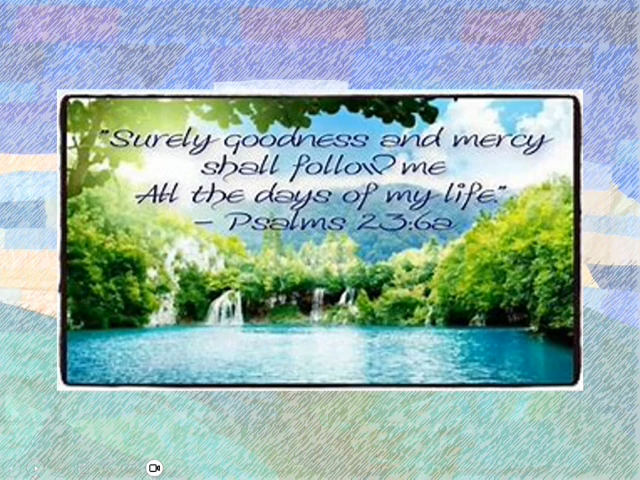 "Surely goodness and mercy
shall follow me
All the days of my life."
– Psalms 23:6a